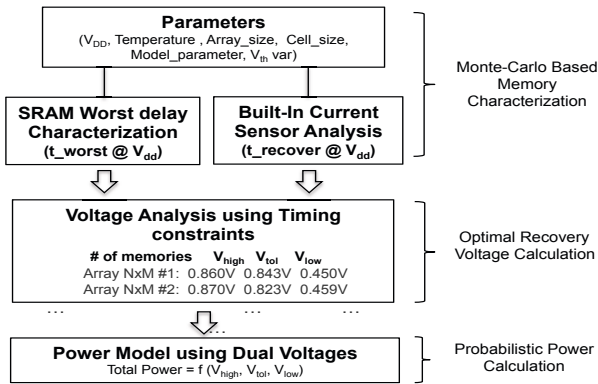 Parameters
(VDD, Temperature , Array_size, Cell_size,
Model_parameter, Vth var)
Monte-Carlo Based
Memory
Characterization
SRAM Worst delay
Characterization
(t_worst @ Vdd)
Built-In Current
Sensor Analysis
(t_recover @ Vdd)
Voltage Analysis using Timing
constraints
# of memories Vhigh Vtol Vlow
Array NxM #1: 0.860V 0.843V 0.450V
Array NxM #2: 0.870V 0.823V 0.459V
... ... ...
...
Optimal Recovery
Voltage Calculation
Power Model using Dual Voltages
Total Power = f (Vhigh, Vtol, Vlow)
Probabilistic Power
Calculation